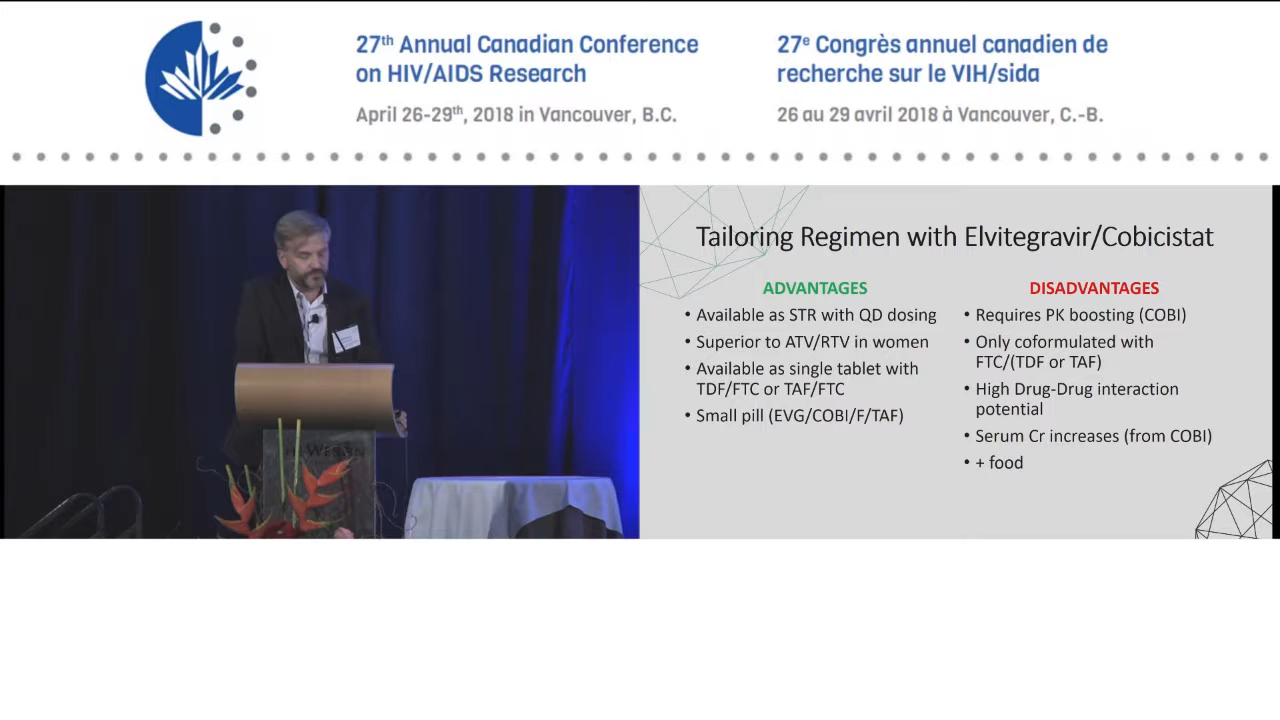 27th Annual Canadian Conference
on HIV/AIDS Research
April 26-29th, 2018 in Vancouver, B.C.
27e Congrès annuel canadien de
recherche sur le VIH/sida
26 au 29 avril 2018 à Vancouver, C.-B.
Tailoring Regimen with Elvitegravir/Cobicistat
ADVANTAGES
• Available as STR with QD dosing
• Superior to ATV/RTV in women
• Available as single tablet with
TDF/FTC or TAF/FTC
• Small pill (EVG/COBI/F/TAF)
DISADVANTAGES
• Requires PK boosting (COBI)
• Only coformulated with
FTC/(TDF or TAF)
• High Drug-Drug interaction
potential
• Serum Cr increases (from COBI)
• + food
WESTIN